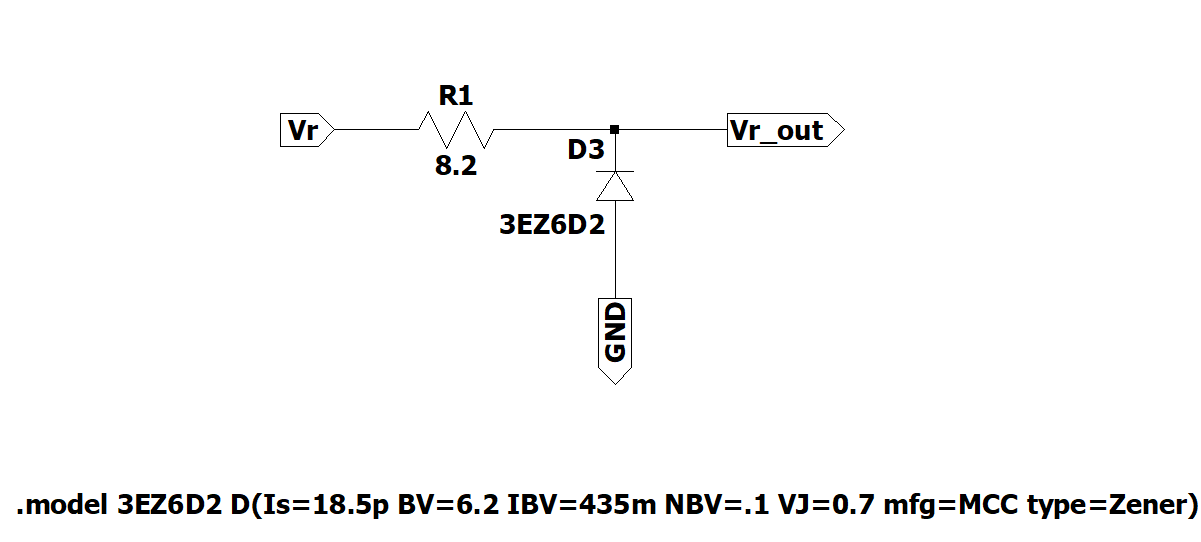 R1
Vr
Vr_out
8.2
D3
3EZ6D2
GND
.model 3EZ6D2 D(Is=18.5p BV=6.2 IBV=435m NBV=.1 VJ=0.7 mfg=MCC type=Zener)